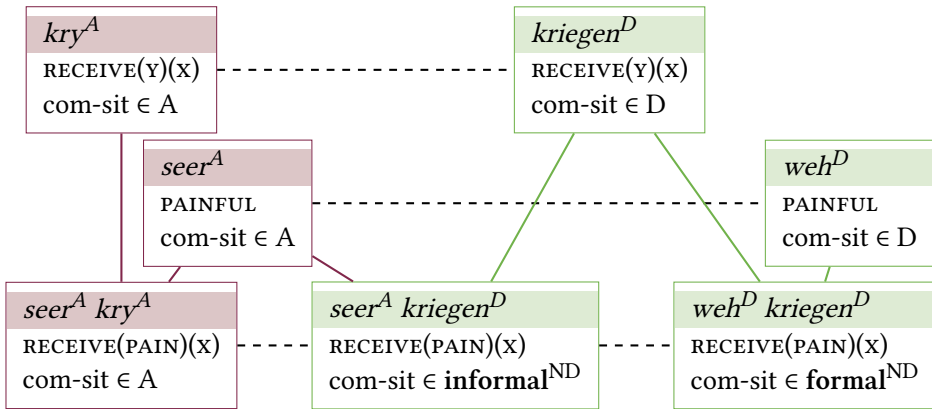 kry^A
RECEIVE(Y)(X)
com-sit ∈ A
kriegen^D
RECEIVE(Y)(X)
com-sit ∈ D
seer^A
PAINFUL
com-sit ∈ A
weh^D
PAINFUL
com-sit ∈ D
seer^A kry^A
RECEIVE(PAIN)(X)
com-sit ∈ A
seer^A kriegen^D
RECEIVE(PAIN)(X)
com-sit ∈ informal^ND
weh^D kriegen^D
RECEIVE(PAIN)(X)
com-sit ∈ formal^ND